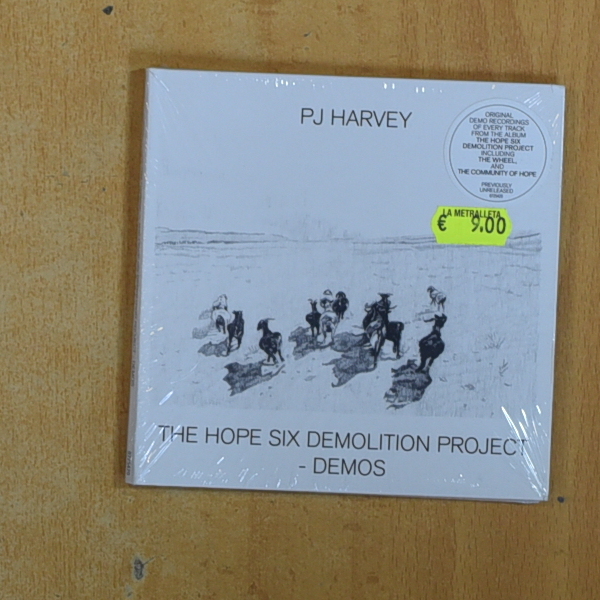 PJ HARVEY
ORIGINAL
DEMO RECORDINGS
OF EVERY TRACK
FROM THE ALBUM
THE HOPE SIX
DEMOLITION PROJECT
INCLUDING
THE WHEEL,
AND
THE COMMUNITY OF HOPE
PREVIOUSLY
UNRELEASED
LA METRALLETA
€ 9.00
THE HOPE SIX DEMOLITION PROJECT
- DEMOS